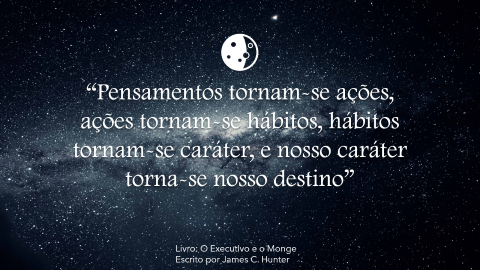 “Pensamentos tornam-se ações,
ações tornam-se hábitos, hábitos
tornam-se caráter, e nosso caráter
torna-se nosso destino”
Livro: O Executivo e o Monge
Escrito por James C. Hunter